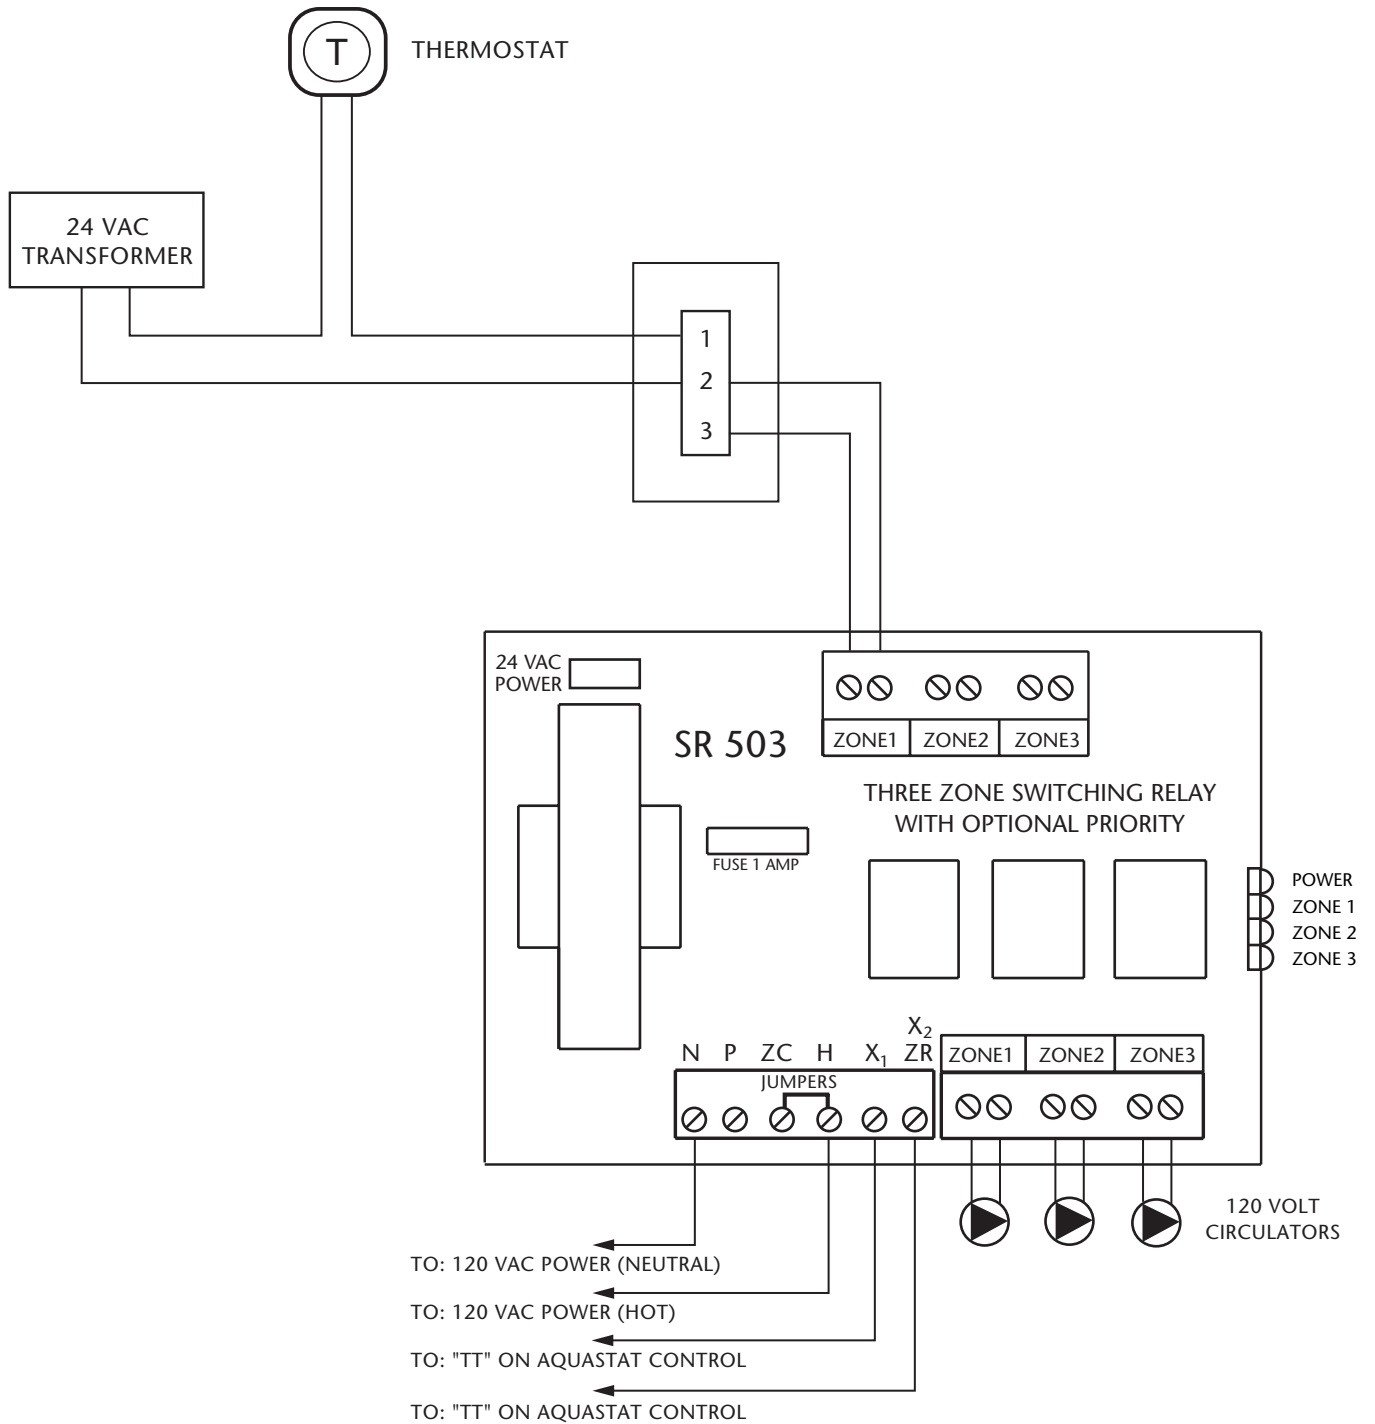 T
THERMOSTAT
24 VAC
TRANSFORMER
1
2
3
24 VAC
POWER
SR 503
ZONE1 ZONE2 ZONE3
THREE ZONE SWITCHING RELAY
WITH OPTIONAL PRIORITY
FUSE 1 AMP
POWER
ZONE 1
ZONE 2
ZONE 3
X2
N P ZC H X1 ZR
JUMPERS
ZONE1 ZONE2 ZONE3
120 VOLT
CIRCULATORS
TO: 120 VAC POWER (NEUTRAL)
TO: 120 VAC POWER (HOT)
TO: "TT" ON AQUASTAT CONTROL
TO: "TT" ON AQUASTAT CONTROL